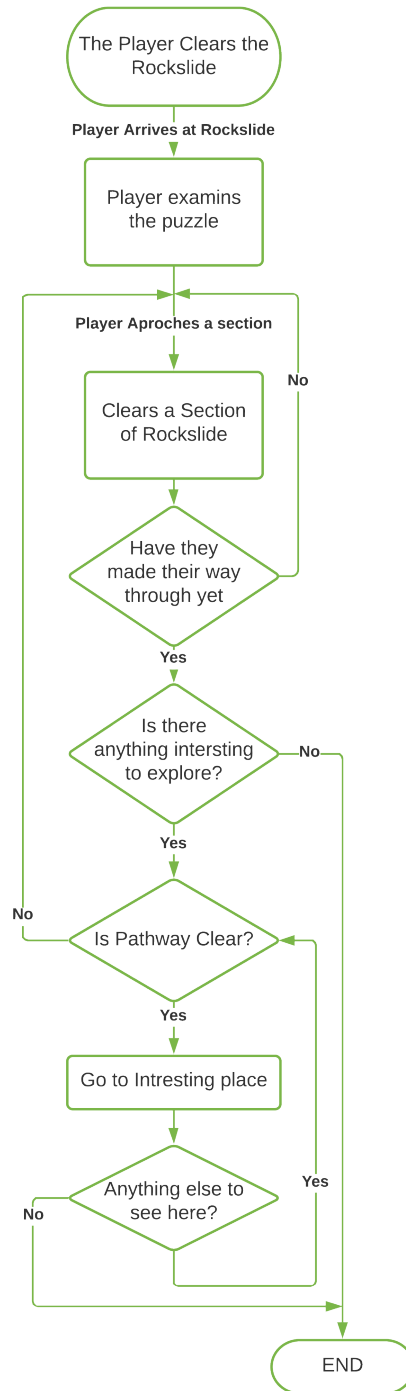 The Player Clears the
Rockslide
Player Arrives at Rockslide
Player examins
the puzzle
Player Aproches a section
No
Clears a Section
of Rockslide
Have they
made their way
through yet
Yes
Is there
anything intersting
to explore?
No
Yes
No
Is Pathway Clear?
Yes
Go to Intresting place
Anything else to
see here?
Yes
No
END